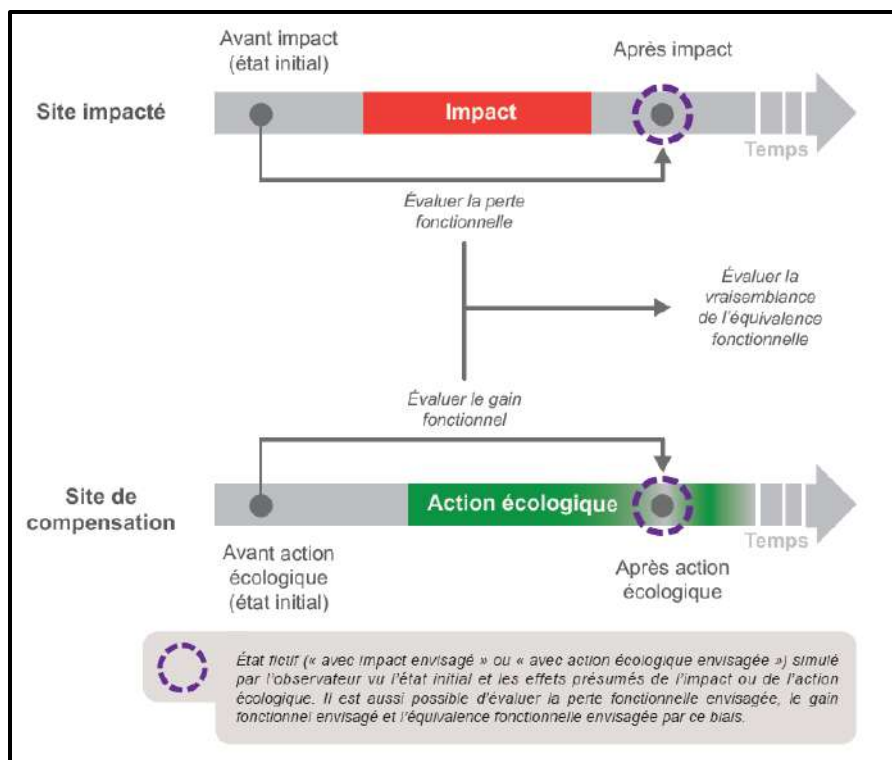 Avant impact
(état initial)
Après impact
Site impacté
Impact
Temps
Évaluer la perte
fonctionnelle
Évaluer la
vraisemblance
de l'équivalence
fonctionnelle
Évaluer le gain
fonctionnel
Site de
compensation
Action écologique
Temps
Avant action
écologique
(état initial)
Après action
écologique
État fictif (« avec impact envisagé » ou « avec action écologique envisagée ») simulé
par l'observateur vu l'état initial et les effets présumés de l'impact ou de l'action
écologique. Il est aussi possible d'évaluer la perte fonctionnelle envisagée, le gain
fonctionnel envisagé et l'équivalence fonctionnelle envisagée par ce biais.